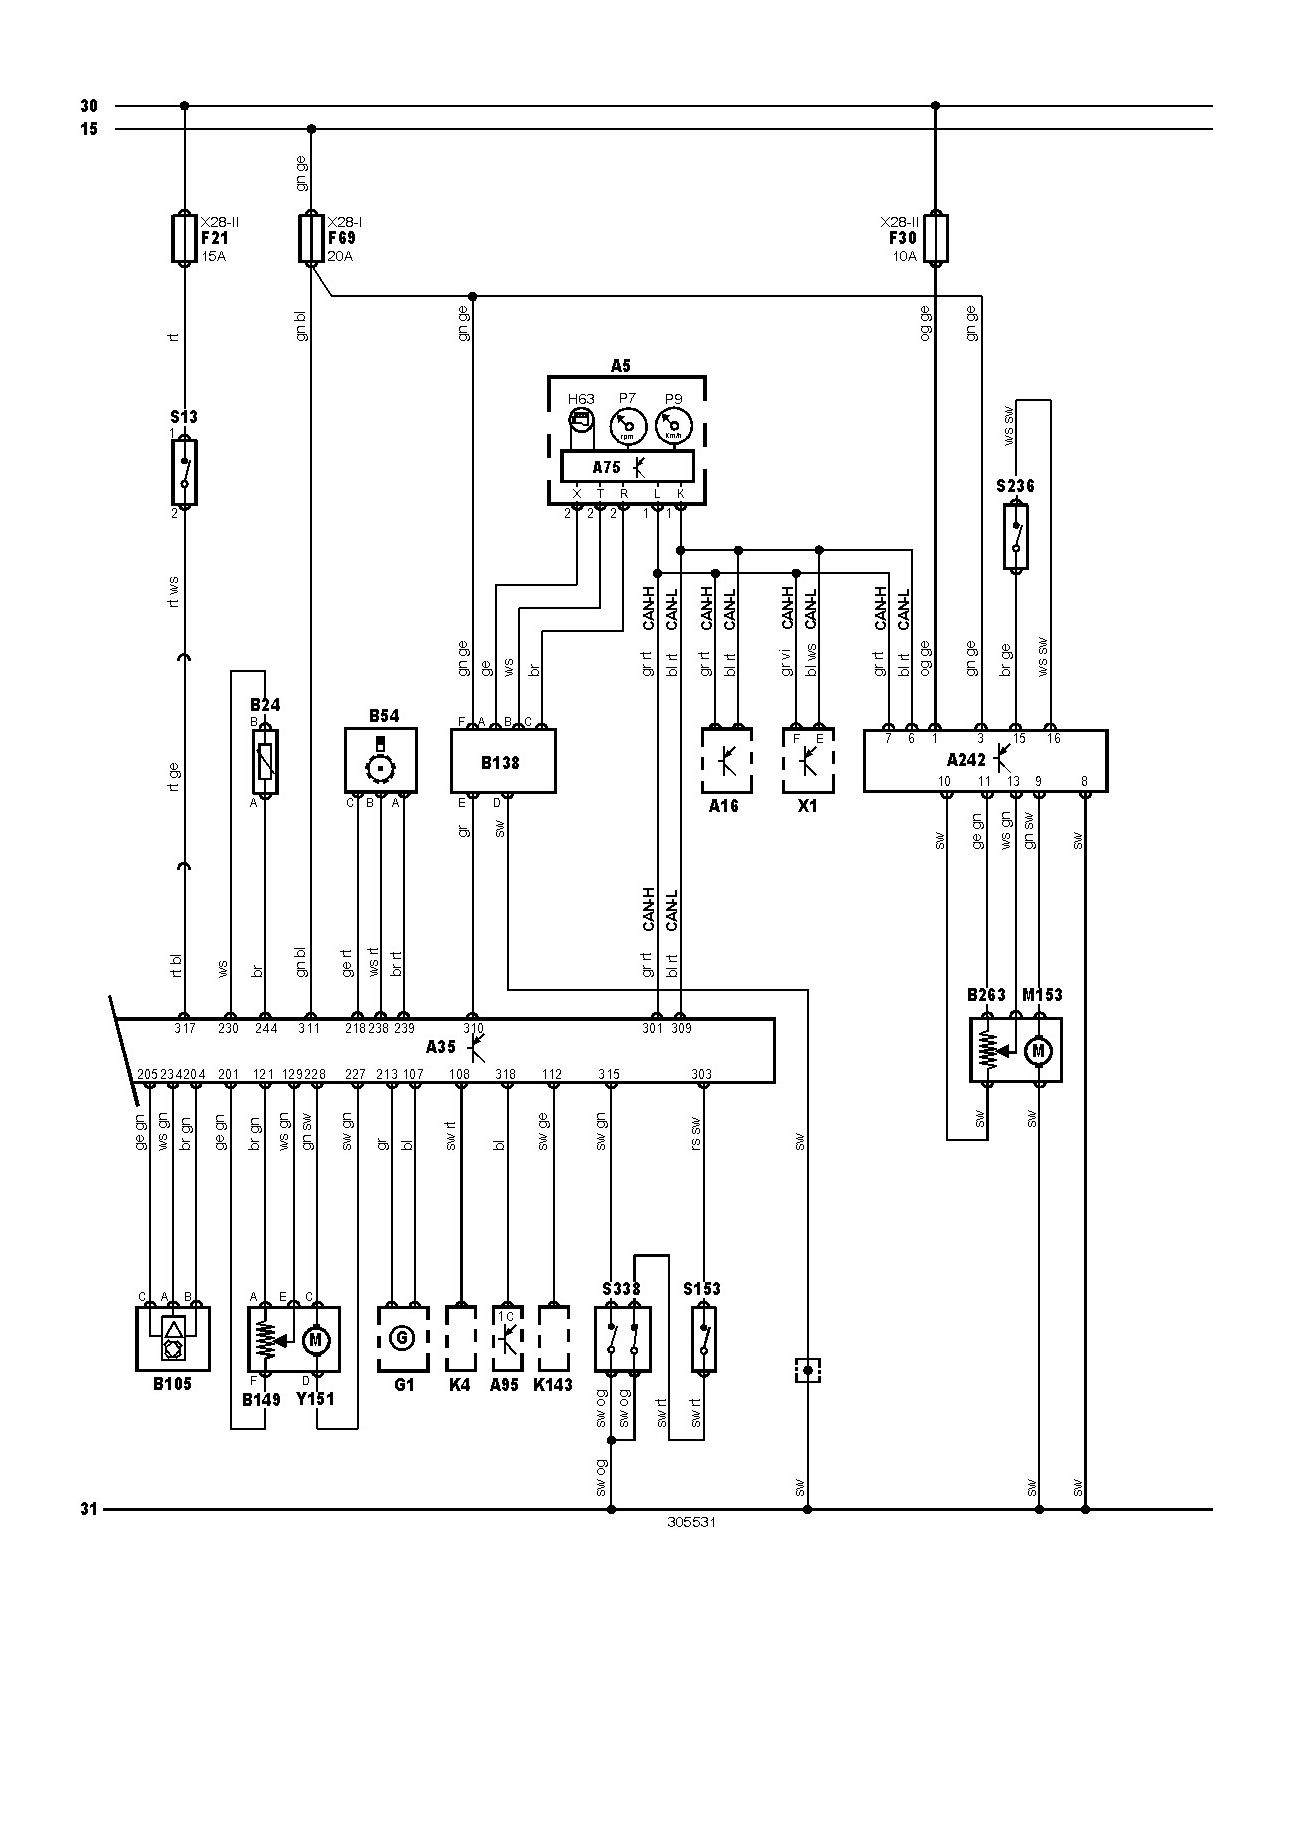 30
15
gn ge
X28-II
F21
15A
X28-I
F69
20A
X28-II
F30
10A
rt
gn bl
gn ge
og ge
gn ge
A5
H63
P7
P9
rpm
Km/h
A75
X
T
R
L
K
2
2
2
1
1
S13
1
2
ws sw
S236
rt ws
CAN-H
CAN-L
CAN-H
CAN-L
CAN-H
CAN-L
CAN-H
CAN-L
gn ge
ge
ws
br
gr rt
bl rt
gr rt
bl rt
gr vi
bl ws
gr rt
bl rt
og ge
gn ge
br ge
ws sw
B24
B
A
B54
C
B
A
F
A
B
C
B138
E
D
A16
F
E
X1
7
6
1
3
15
16
A242
10
11
13
9
8
rt ge
gr
sw
sw
ge gn
ws gn
gn sw
sw
CAN-H
CAN-L
rt bl
ws
br
gn bl
ge rt
ws rt
br rt
gr rt
bl rt
B263
M153
M
317
230
244
311
218
238
239
310
301
309
A35
205
234
204
201
121
129
228
227
213
107
108
318
112
315
303
ge gn
ws gn
br gn
ge gn
br gn
ws gn
gn sw
sw gn
gr
bl
sw rt
bl
sw ge
sw gn
rs sw
sw
sw
sw
C
A
B
A
E
C
S338
S153
M
G
1
C
B105
F
D
B149
Y151
G1
K4
A95
K143
sw og
sw og
sw rt
sw rt
sw og
sw
sw
sw
31
305531